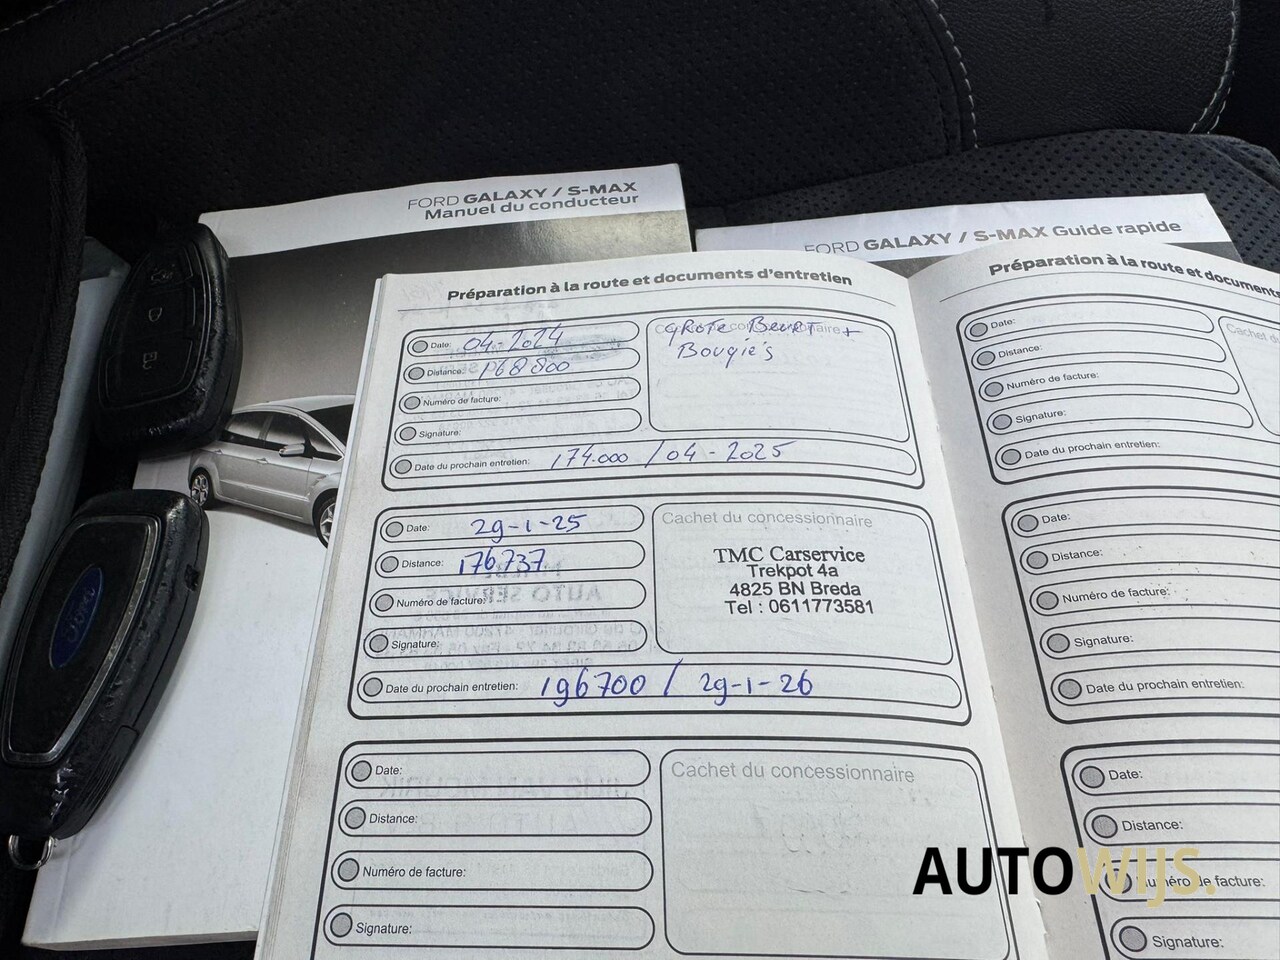 FORD GALAXY / S-MAX
Manuel du conducteur
FORD GALAXY / S-MAX Guide rapide
Préparation à la route et documents d'entretien
Date: 04-2024
Distance: 168800
Numéro de facture:
Signature:
Grote Beurt +
Bougie's
Date du prochain entretien: 174.000 / 04 - 2025
Date: 29-1-25
Distance: 176737
Numéro de facture:
Signature:
Cachet du concessionnaire
TMC Carservice
Trekpot 4a
4825 BN Breda
Tel : 0611773581
Date du prochain entretien: 196700 / 29-1-26
Date:
Distance:
Numéro de facture:
Signature:
Cachet du concessionnaire
Préparation à la route et documents
Date:
Distance:
Numéro de facture:
Signature:
Cachet du
Date du prochain entretien:
Date:
Distance:
Numéro de facture:
Signature:
Date du prochain entretien:
Date:
Distance:
Numéro de facture:
Signature:
Ford
AUTOWIJS.